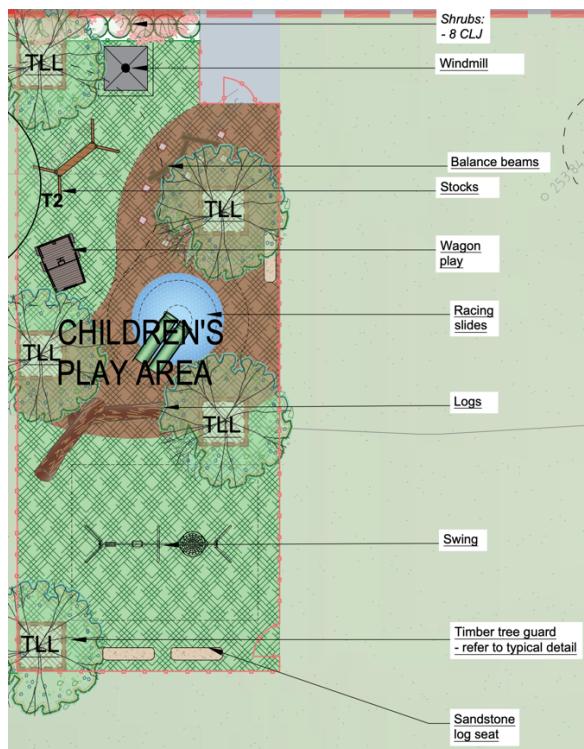 Shrubs:
- 8 CLJ
TLL
Windmill
Balance beams
Stocks
T2
TLL
Wagon
play
Racing
slides
CHILDREN'S
TLL
PLAY AREA
Logs
TLL
Swing
Timber tree guard
- refer to typical detail
TLL
Sandstone
log seat